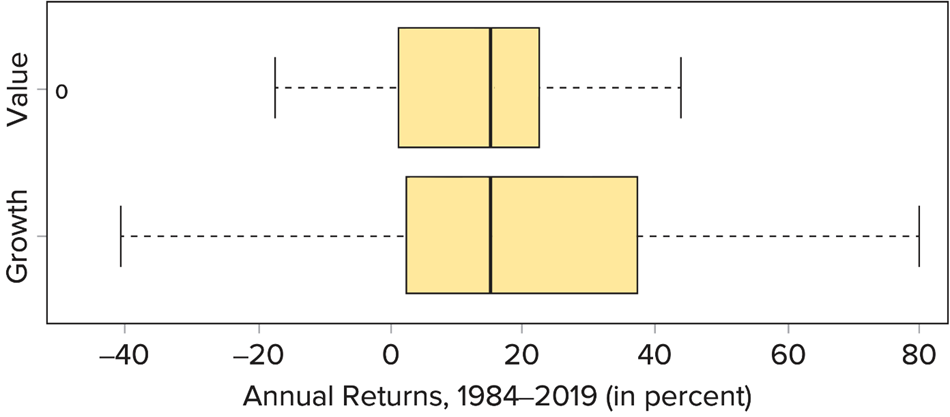 Value
Growth
–40 –20 0 20 40 60 80
Annual Returns, 1984–2019 (in percent)